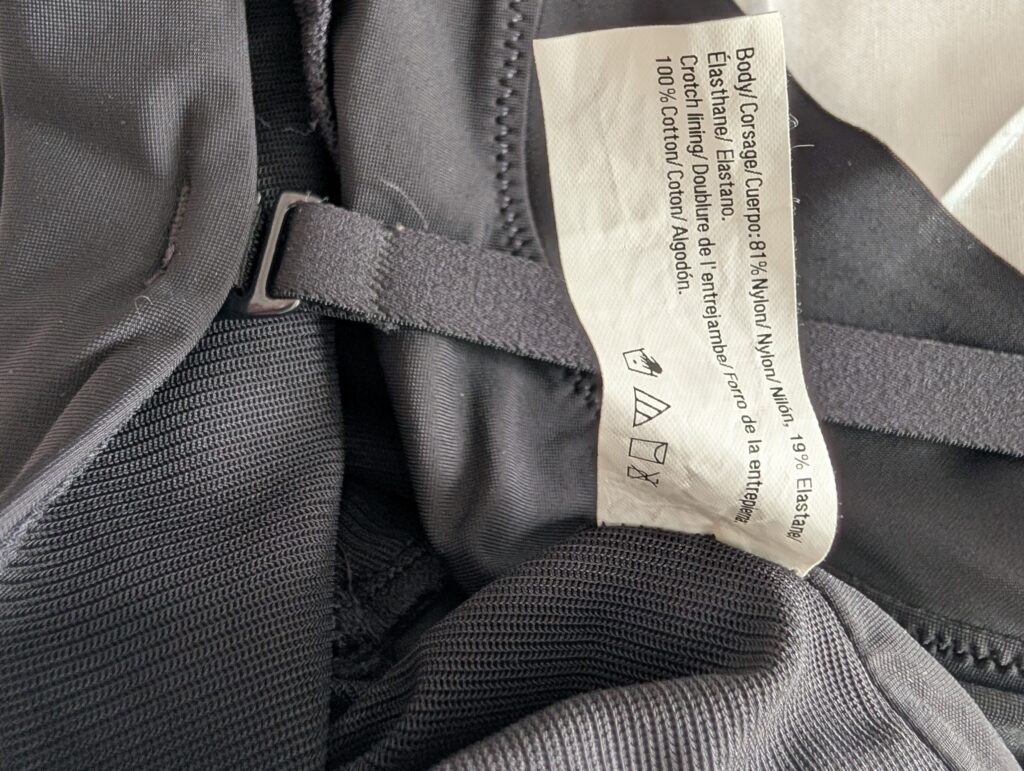 Body/Corsage/Cuerpo:81%Nylon/Nylon/Nilón, 19% Elastane/
Élasthane/ Elastano.
Crotch lining/Doublure de l'entrejambe/Forro de la entrepierna:
100%Cotton/Coton/Algodón.